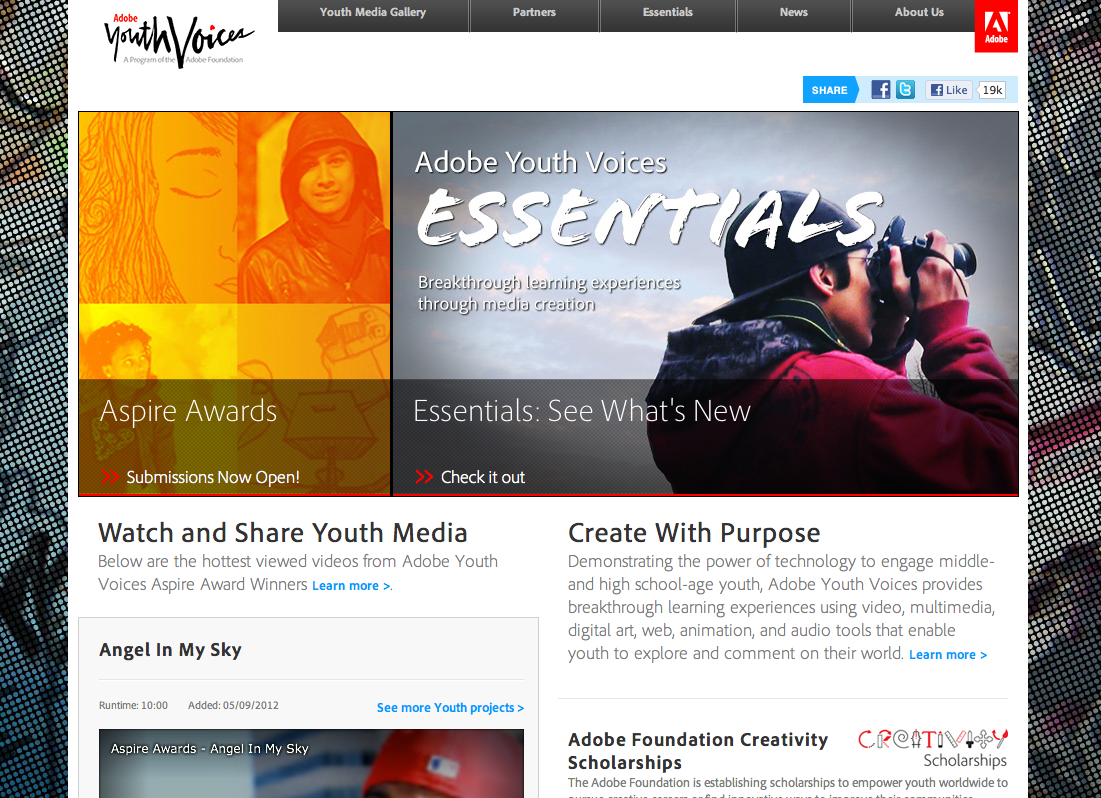 Adobe
Youth Voices
A Program of the Adobe Foundation
Youth Media Gallery
Partners
Essentials
News
About Us
Adobe
SHARE
Like
19k
Adobe Youth Voices
ESSENTIALS
Breakthrough learning experiences
through media creation
Aspire Awards
Submissions Now Open!
Essentials: See What's New
Check it out
Watch and Share Youth Media
Below are the hottest viewed videos from Adobe Youth
Voices Aspire Award Winners Learn more >.
Angel In My Sky
Runtime: 10:00 Added: 05/09/2012 See more Youth projects >
Aspire Awards - Angel In My Sky
Create With Purpose
Demonstrating the power of technology to engage middle-
and high school-age youth, Adobe Youth Voices provides
breakthrough learning experiences using video, multimedia,
digital art, web, animation, and audio tools that enable
youth to explore and comment on their world. Learn more >
Adobe Foundation Creativity
Scholarships
CREATIVITY
Scholarships
The Adobe Foundation is establishing scholarships to empower youth worldwide to